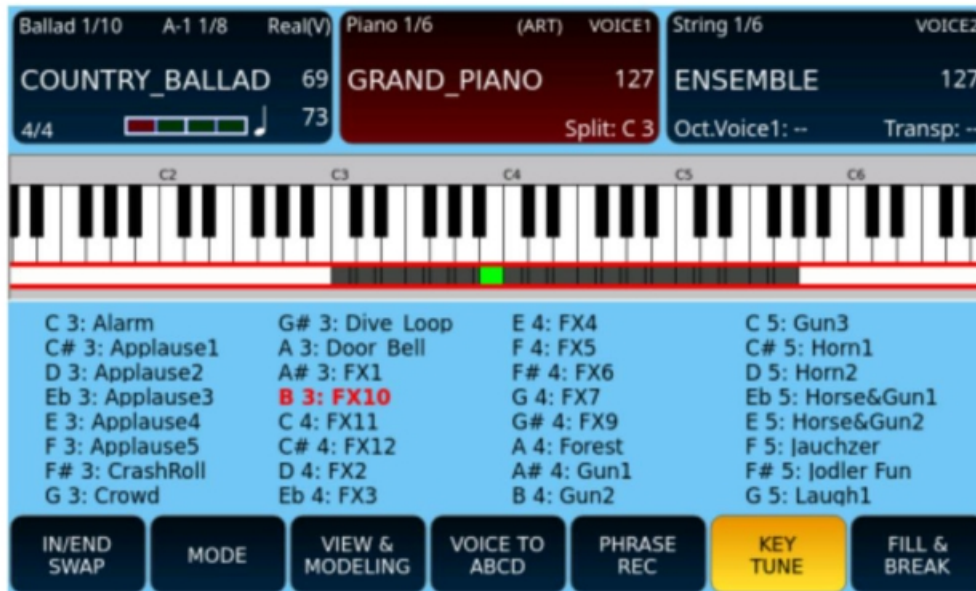 Ballad 1/10 A-1 1/8 Real(V)
COUNTRY_BALLAD 69
73
4/4
Piano 1/6 (ART) VOICE1
GRAND_PIANO 127
Split: C 3
String 1/6 VOICE2
ENSEMBLE 127
Oct.Voice1: -- Transp: --
C2 C3 C4 C5 C6
C 3: Alarm
C# 3: Applause1
D 3: Applause2
Eb 3: Applause3
E 3: Applause4
F 3: Applause5
F# 3: CrashRoll
G 3: Crowd
G# 3: Dive Loop
A 3: Door Bell
A# 3: FX1
B 3: FX10
C 4: FX11
C# 4: FX12
D 4: FX2
Eb 4: FX3
E 4: FX4
F 4: FX5
F# 4: FX6
G 4: FX7
G# 4: FX9
A 4: Forest
A# 4: Gun1
B 4: Gun2
C 5: Gun3
C# 5: Horn1
D 5: Horn2
Eb 5: Horse&Gun1
E 5: Horse&Gun2
F 5: Jauchzer
F# 5: Jodler Fun
G 5: Laugh1
IN/END
SWAP
MODE
VIEW &
MODELING
VOICE TO
ABCD
PHRASE
REC
KEY
TUNE
FILL &
BREAK